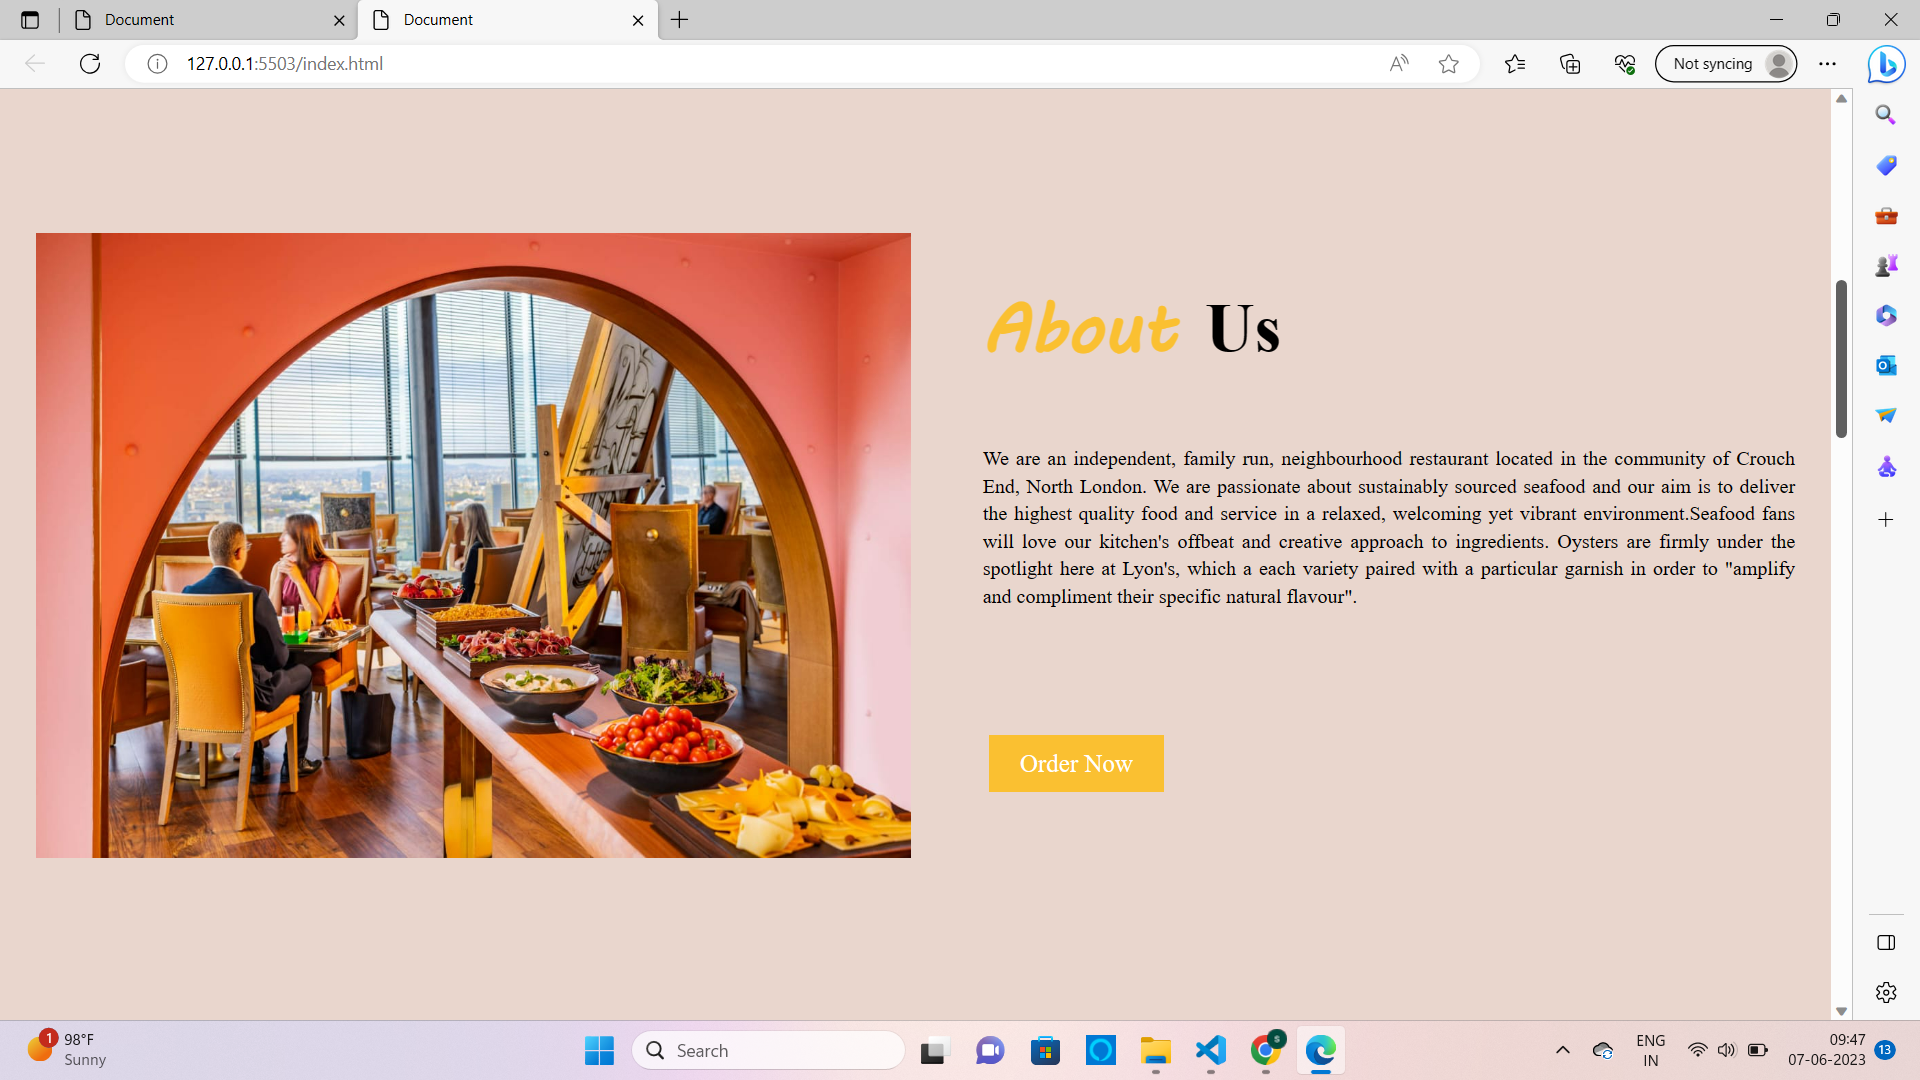 Document
Document
127.0.0.1:5503/index.html
Not syncing
About Us
We are an independent, family run, neighbourhood restaurant located in the community of Crouch
End, North London. We are passionate about sustainably sourced seafood and our aim is to deliver
the highest quality food and service in a relaxed, welcoming yet vibrant environment.Seafood fans
will love our kitchen's offbeat and creative approach to ingredients. Oysters are firmly under the
spotlight here at Lyon's, which a each variety paired with a particular garnish in order to "amplify
and compliment their specific natural flavour".
Order Now
1
98°F
Sunny
Search
S
ENG
IN
09:47
07-06-2023
13